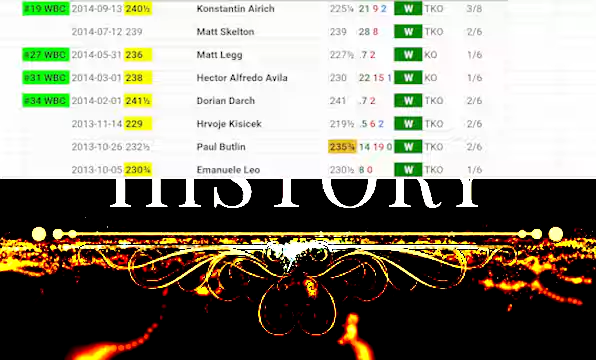 #19 WBC 2014-09-13 240½ Konstantin Airich 225¼ 21 9 2 W TKO 3/8
2014-07-12 239 Matt Skelton 239 28 8 W TKO 2/6
#27 WBC 2014-05-31 236 Matt Legg 227½ .7 2 W KO 1/6
#31 WBC 2014-03-01 238 Hector Alfredo Avila 230 22 15 1 W KO 1/6
#34 WBC 2014-02-01 241½ Dorian Darch 241 .7 2 W TKO 2/6
2013-11-14 229 Hrvoje Kisicek 219½ .5 6 2 W TKO 2/6
2013-10-26 232½ Paul Butlin 235¾ 14 19 0 W TKO 2/6
2013-10-05 230¾ Emanuele Leo 230½ 8 0 W TKO 1/6
HISTORY